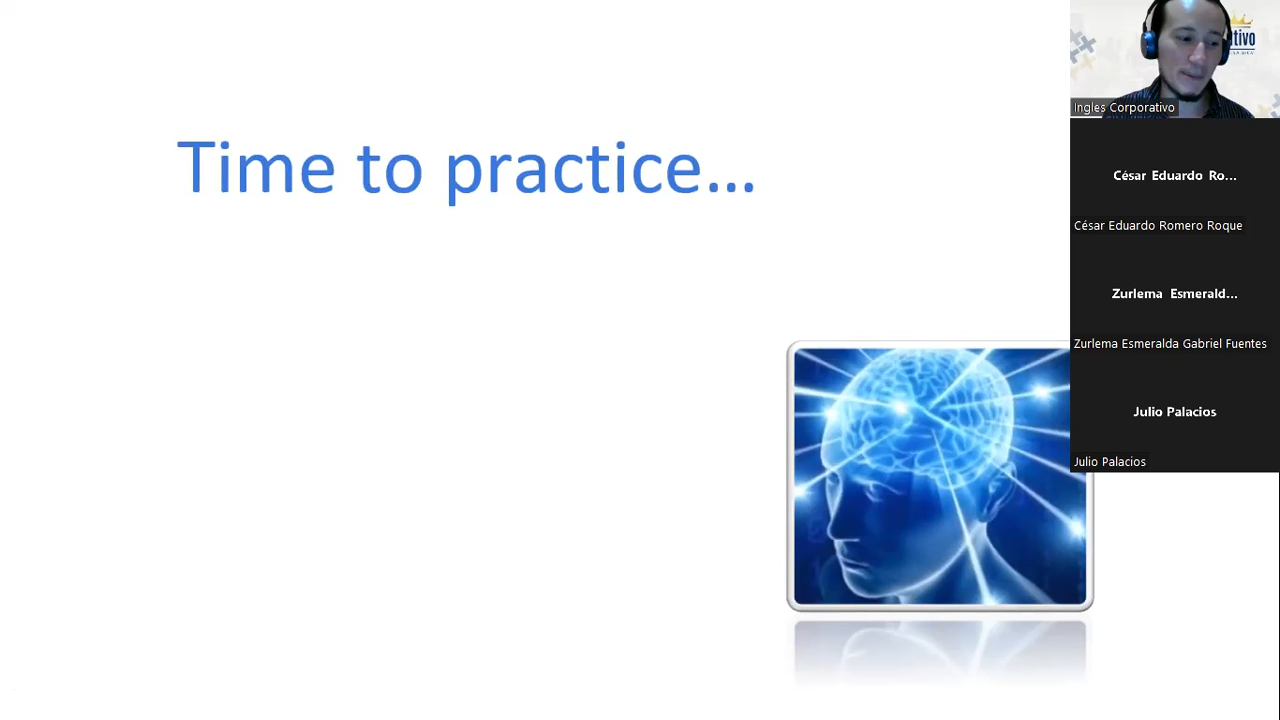 Time to practice...
ativo
Ingles Corporativo
César Eduardo Ro...
César Eduardo Romero Roque
Zurlema Esmerald...
Zurlema Esmeralda Gabriel Fuentes
Julio Palacios
Julio Palacios